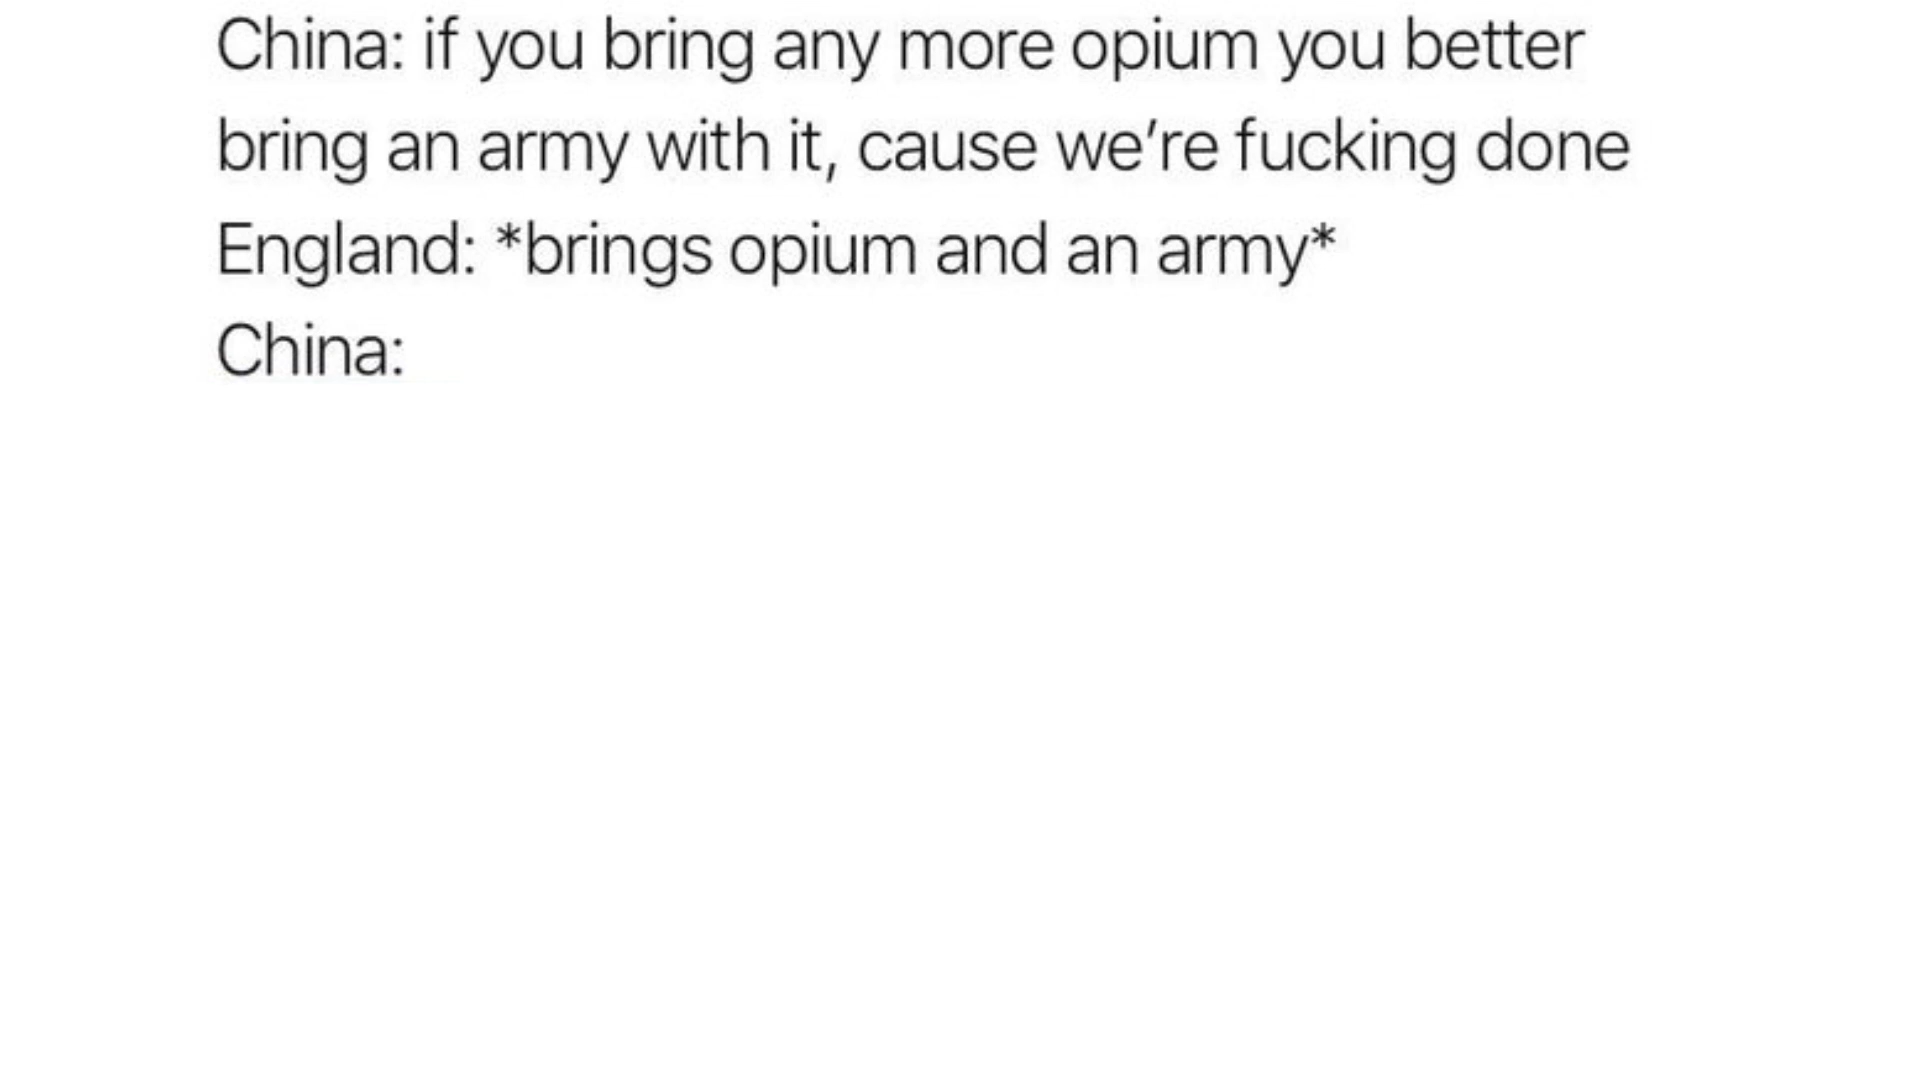 China: if you bring any more opium you better
bring an army with it, cause we’re fucking done
England: *brings opium and an army*
China: